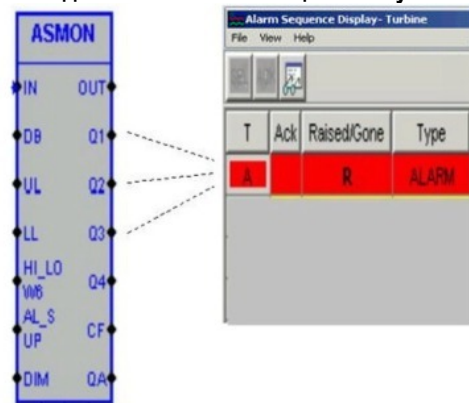 ASMON
IN OUT
DB Q1
UL Q2
LL Q3
HI_LO
W6 Q4
AL_S
UP CF
DIM QA
Alarm Sequence Display- Turbine
File View Help
T Ack Raised/Gone Type
A R ALARM